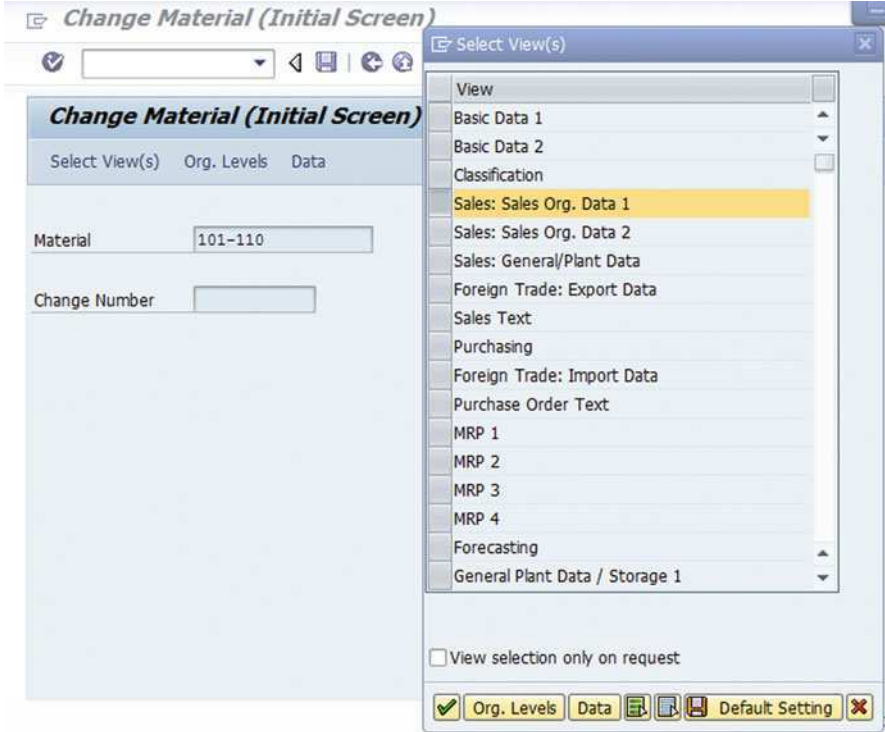 Change Material (Initial Screen)
Change Material (Initial Screen)
Select View(s) Org. Levels Data
Material 101-110
Change Number
Select View(s)
View
Basic Data 1
Basic Data 2
Classification
Sales: Sales Org. Data 1
Sales: Sales Org. Data 2
Sales: General/Plant Data
Foreign Trade: Export Data
Sales Text
Purchasing
Foreign Trade: Import Data
Purchase Order Text
MRP 1
MRP 2
MRP 3
MRP 4
Forecasting
General Plant Data / Storage 1
View selection only on request
Org. Levels Data Default Setting